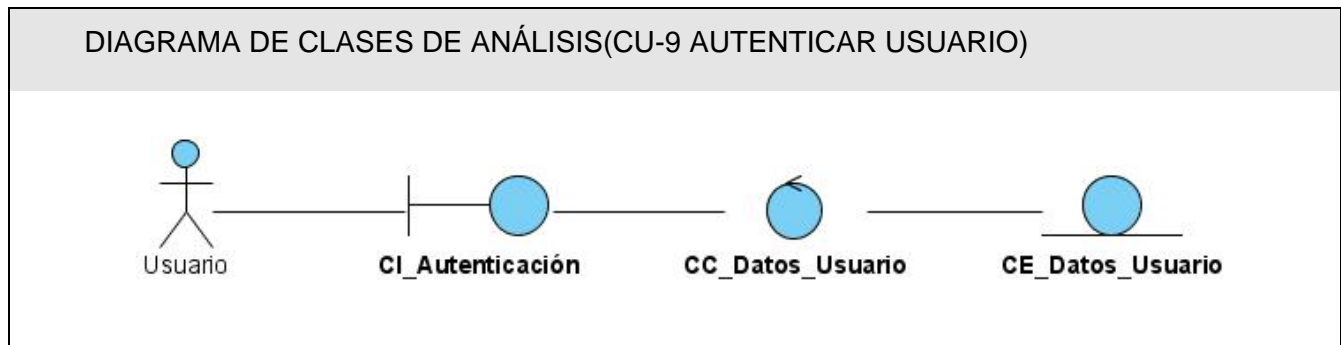 DIAGRAMA DE CLASES DE ANÁLISIS(CU-9 AUTENTICAR USUARIO)
Usuario CI_Autenticación CC_Datos_Usuario CE_Datos_Usuario